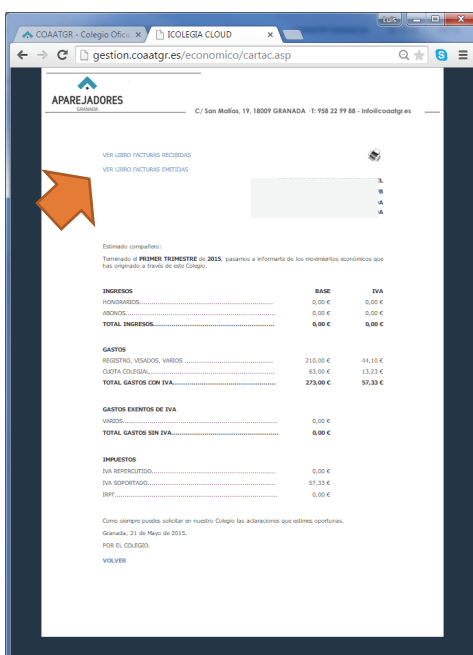 Luis
COAATGR - Colegio Ofici
ICOLEGIA CLOUD
gestion.coaatgr.es/economico/cartac.asp
APAREJADORES
GRANADA
C/ San Matías, 19, 18009 GRANADA -T: 958 22 99 88 - info@coaatgr.es
VER LIBRO FACTURAS RECIBIDAS
VER LIBRO FACTURAS EMITIDAS
Estimado compañero:
Terminado el PRIMER TRIMESTRE de 2015, pasamos a informarte de los movimientos económicos que
has originado a través de este Colegio.
INGRESOS BASE IVA
HONORARIOS 0,00 € 0,00 €
ABONOS 0,00 € 0,00 €
TOTAL INGRESOS 0,00 € 0,00 €
GASTOS
REGISTRO, VISADOS, VARIOS 210,00 € 44,10 €
CUOTA COLEGIAL 63,00 € 13,23 €
TOTAL GASTOS CON IVA 273,00 € 57,33 €
GASTOS EXENTOS DE IVA
VARIOS 0,00 €
TOTAL GASTOS SIN IVA 0,00 €
IMPUESTOS
IVA REPERCUTIDO 0,00 €
IVA SOPORTADO 57,33 €
IRPF 0,00 €
Como siempre puedes solicitar en nuestro Colegio las aclaraciones que estimes oportunas.
Granada, 21 de Mayo de 2015.
POR EL COLEGIO.
VOLVER